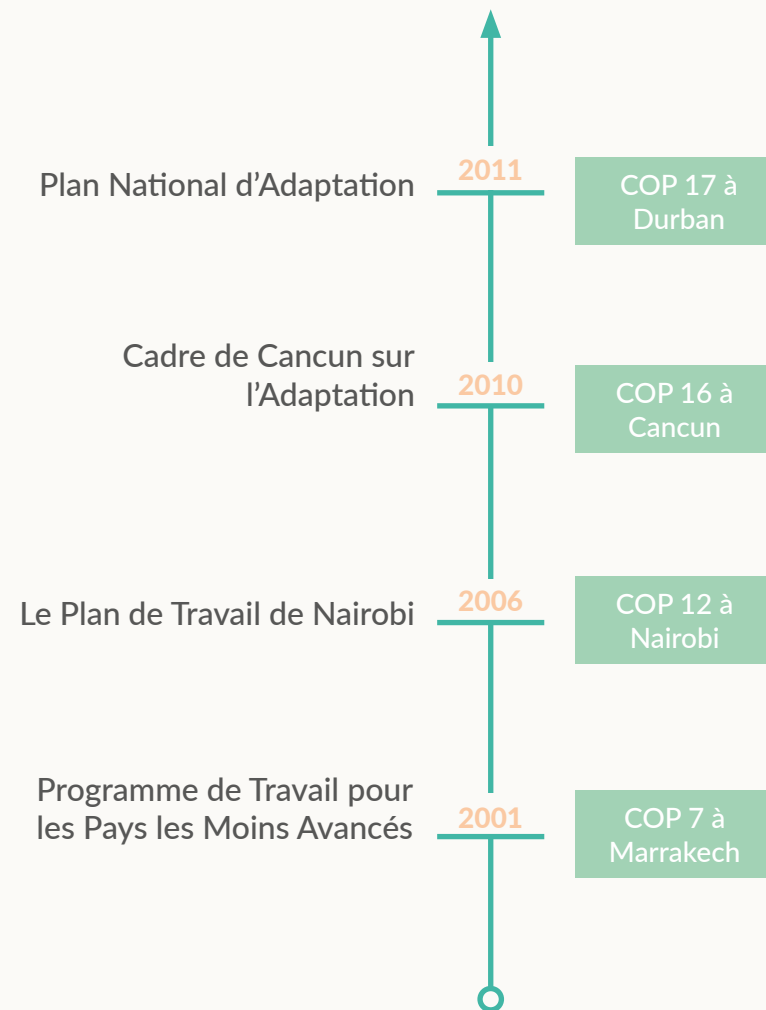 Plan National d’Adaptation
2011
COP 17 à
Durban
Cadre de Cancun sur
l’Adaptation
2010
COP 16 à
Cancun
Le Plan de Travail de Nairobi
2006
COP 12 à
Nairobi
Programme de Travail pour
les Pays les Moins Avancés
2001
COP 7 à
Marrakech